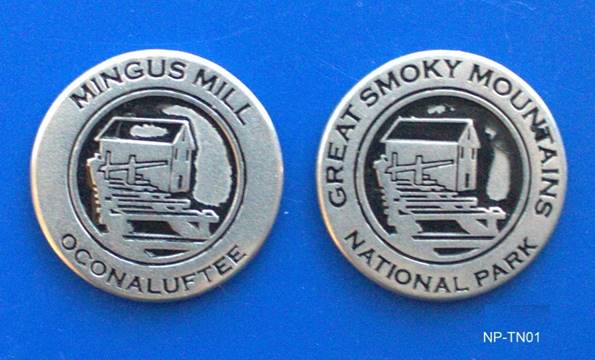 MINGUS MILL
OCONALUFTEE
GREAT SMOKY MOUNTAINS
NATIONAL PARK
NP-TN01